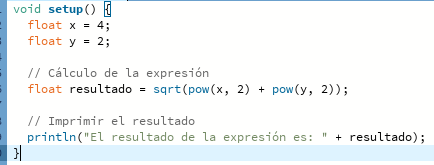 void setup() {
float x = 4;
float y = 2;
// Cálculo de la expresión
float resultado = sqrt(pow(x, 2) + pow(y, 2));
// Imprimir el resultado
println("El resultado de la expresión es: " + resultado);
}